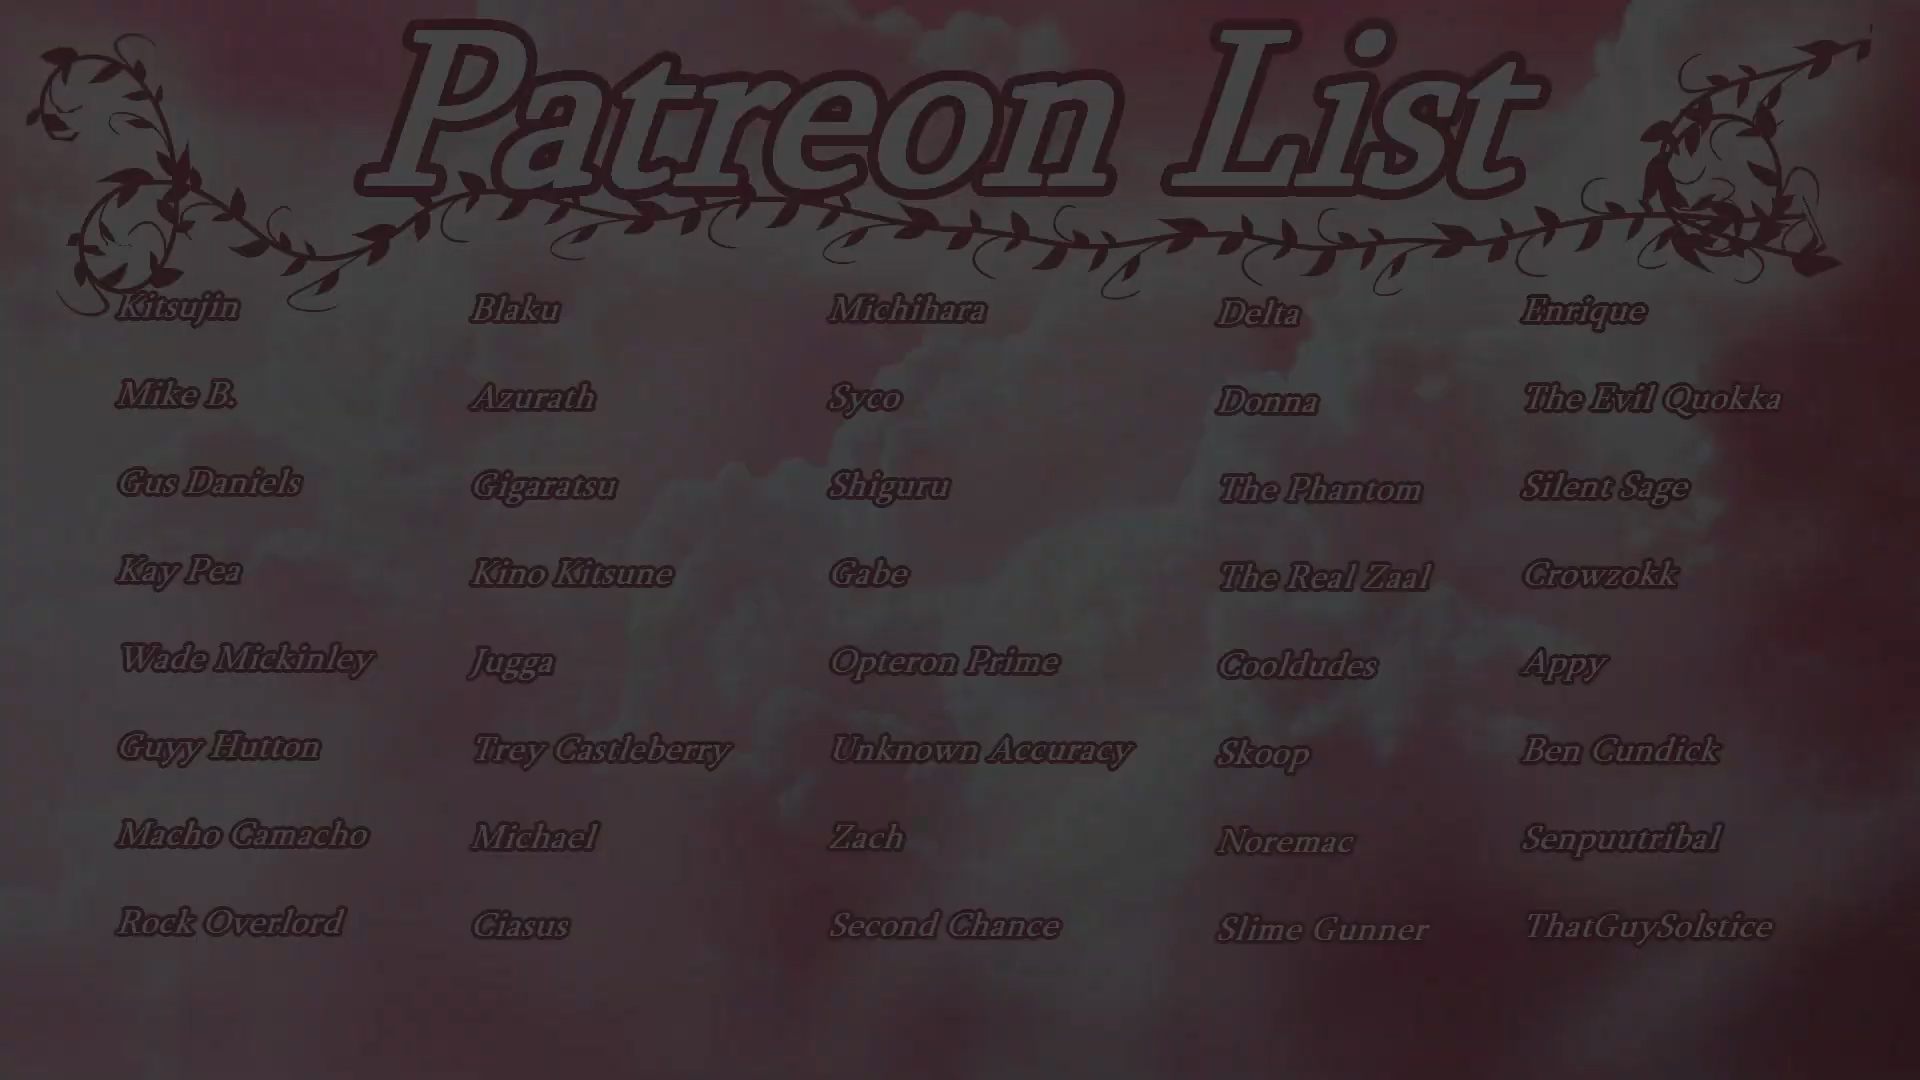 Patreon List
Kitsujin Blaku Michihara Delta Enrique
Mike B. Azurath Syco Donna The Evil Quokka
Gus Daniels Gigaratsu Shiguru The Phantom Silent Sage
Kay Pea Kino Kitsune Gabe The Real Zaal Crowzokk
Wade Mickinley Jugga Opteron Prime Cooldudes Appy
Guyy Hutton Trey Castleberry Unknown Accuracy Skoop Ben Cundick
Macho Camacho Michael Zach Noremac Senpuutribal
Rock Overlord Ciasus Second Chance Slime Gunner ThatGuySolstice